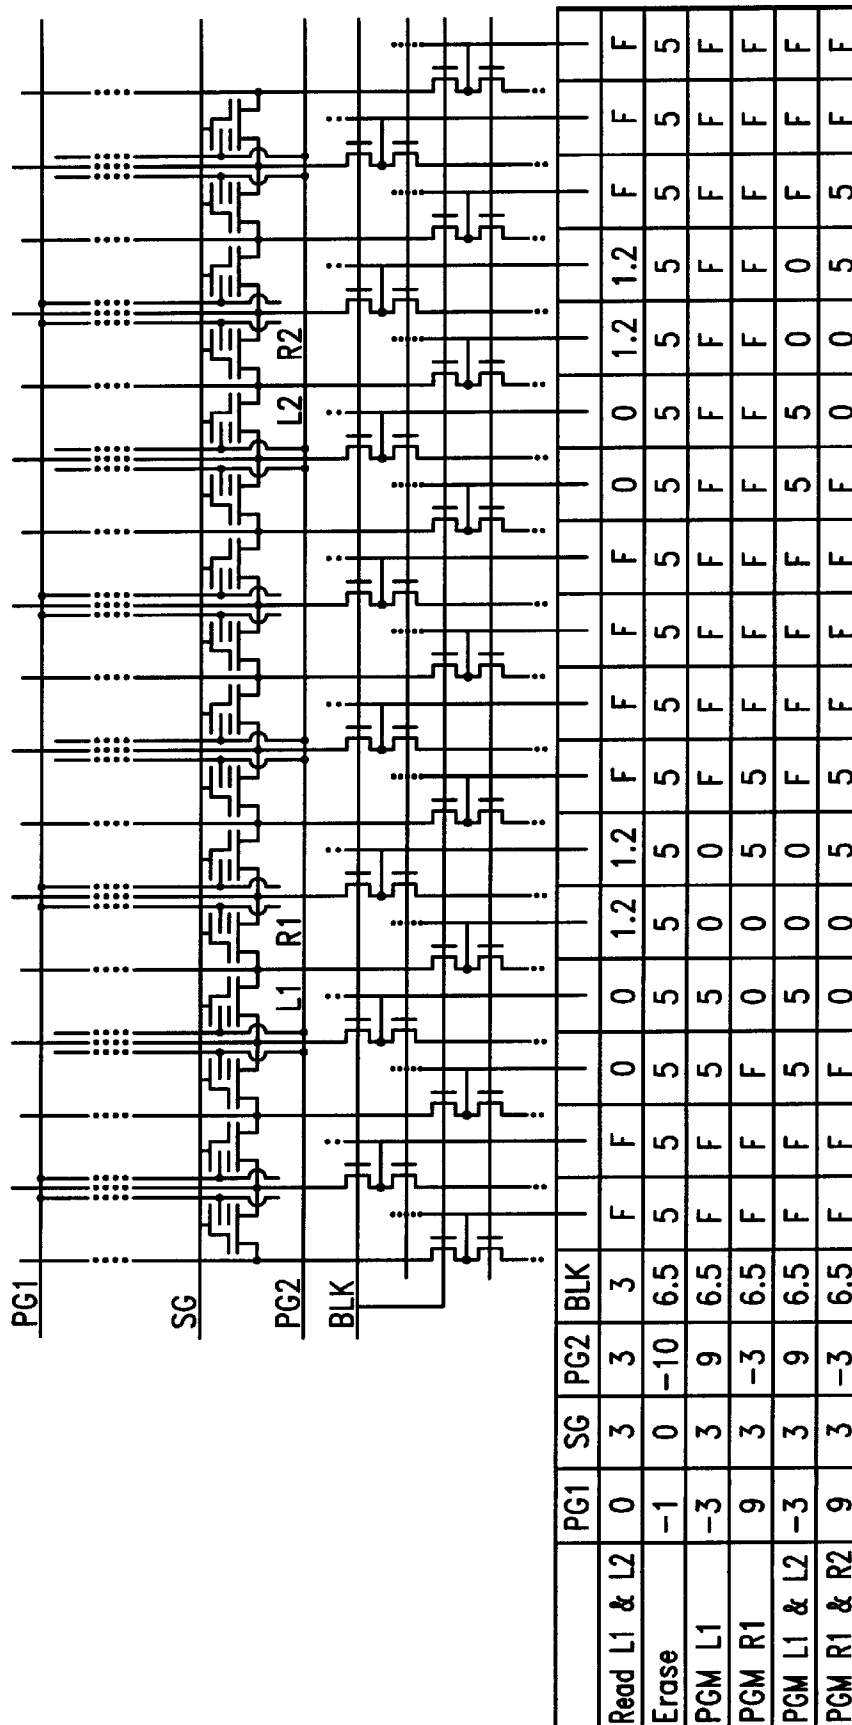 PG1
SG
L1 R1 L2 R2
PG2
BLK
PG1 SG PG2 BLK
Read L1 & L2 0 3 3 3 F F 0 0 1.2 1.2 F F F F 0 0 1.2 1.2 F F F
Erase -1 0 -10 6.5 5 5 5 5 5 5 5 5 5 5 5 5 5 5 5 5 5
PGM L1 -3 3 9 6.5 F F 5 5 0 0 F F F F F F F F F F F
PGM R1 9 3 -3 6.5 F F F 0 0 5 5 F F F F F F F F F F
PGM L1 & L2 -3 3 9 6.5 F F 5 5 0 0 F F F F 5 5 0 0 F F F
PGM R1 & R2 9 3 -3 6.5 F F F 0 0 5 5 F F F F 0 0 5 5 F F